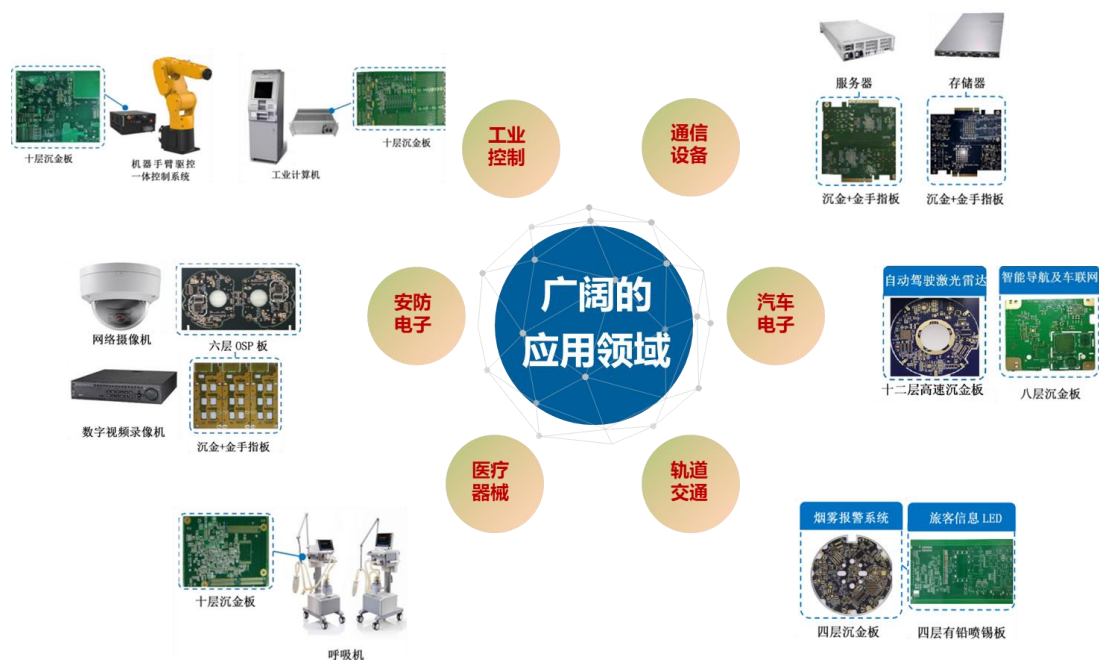 服务器
存储器
沉金+金手指板
沉金+金手指板
十层沉金板
机器手臂驱控
一体控制系统
工业计算机
十层沉金板
工业
控制
通信
设备
网络摄像机
六层 OSP 板
数字视频录像机
沉金+金手指板
安防
电子
广阔的
应用领域
汽车
电子
自动驾驶激光雷达
智能导航及车联网
十二层高速沉金板
八层沉金板
医疗
器械
轨道
交通
十层沉金板
呼吸机
烟雾报警系统
旅客信息 LED
四层沉金板
四层有铅喷锡板